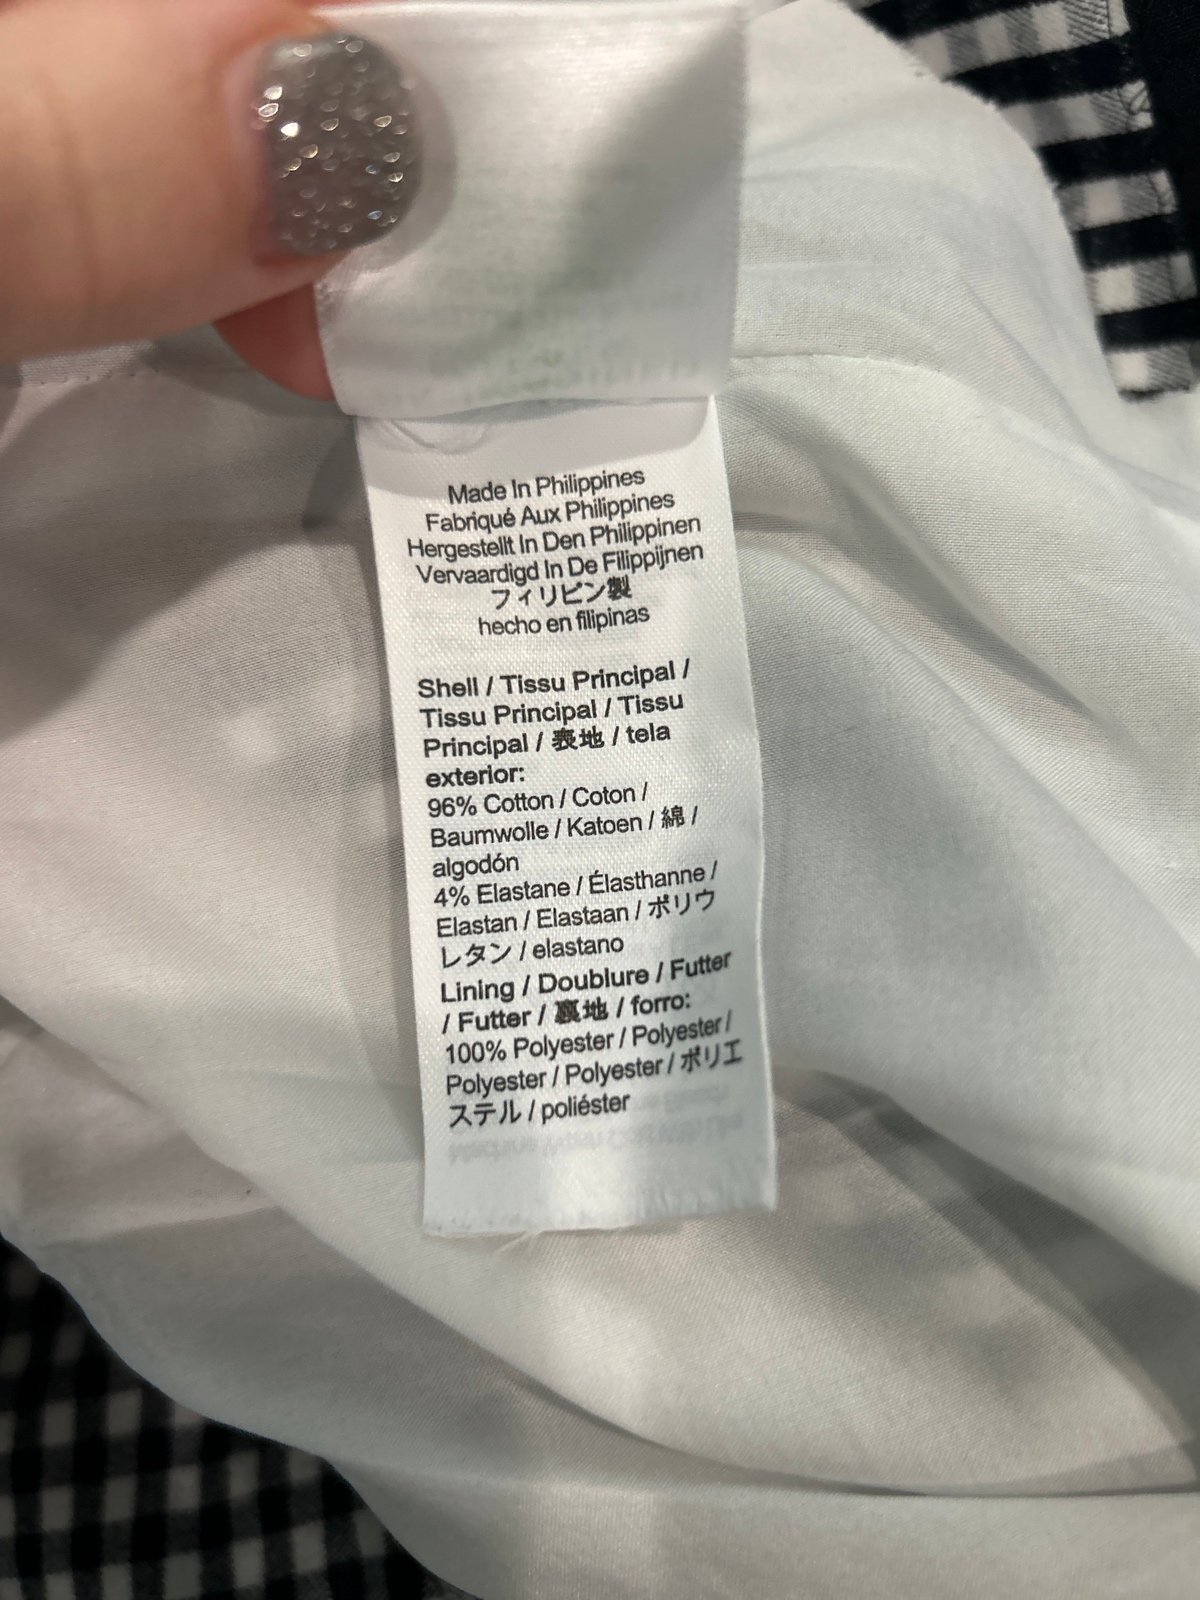 Made In Philippines
Fabriqué Aux Philippines
Hergestellt In Den Philippinen
Vervaardigd In De Filippijnen
フィリピン製
hecho en filipinas
Shell / Tissu Principal /
Tissu Principal / Tissu
Principal / 表地 / tela
exterior:
96% Cotton / Coton /
Baumwolle / Katoen / 綿 /
algodón
4% Elastane / Élasthanne /
Elastan / Elastaan / ポリウ
レタン / elastano
Lining / Doublure / Futter
/ Futter / 裏地 / forro:
100% Polyester / Polyester /
Polyester / Polyester / ポリエ
ステル / poliéster